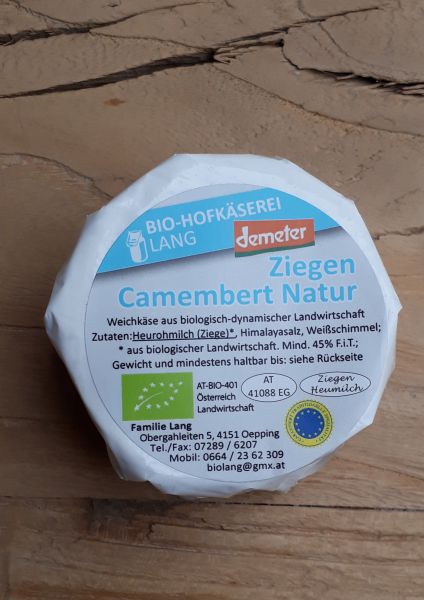 BIO-HOFKÄSEREI
LANG
demeter
Ziegen
Camembert Natur
Weichkäse aus biologisch-dynamischer Landwirtschaft
Zutaten:Heurohmilch (Ziege)*, Himalayasalz, Weißschimmel;
* aus biologischer Landwirtschaft. Mind. 45% F.i.T.;
Gewicht und mindestens haltbar bis: siehe Rückseite
AT-BIO-401
Österreich
Landwirtschaft
AT
41088 EG
Ziegen
Heumilch
Familie Lang
Obergahleiten 5, 4151 Oepping
Tel./Fax: 07289 / 6207
Mobil: 0664 / 23 62 309
biolang@gmx.at